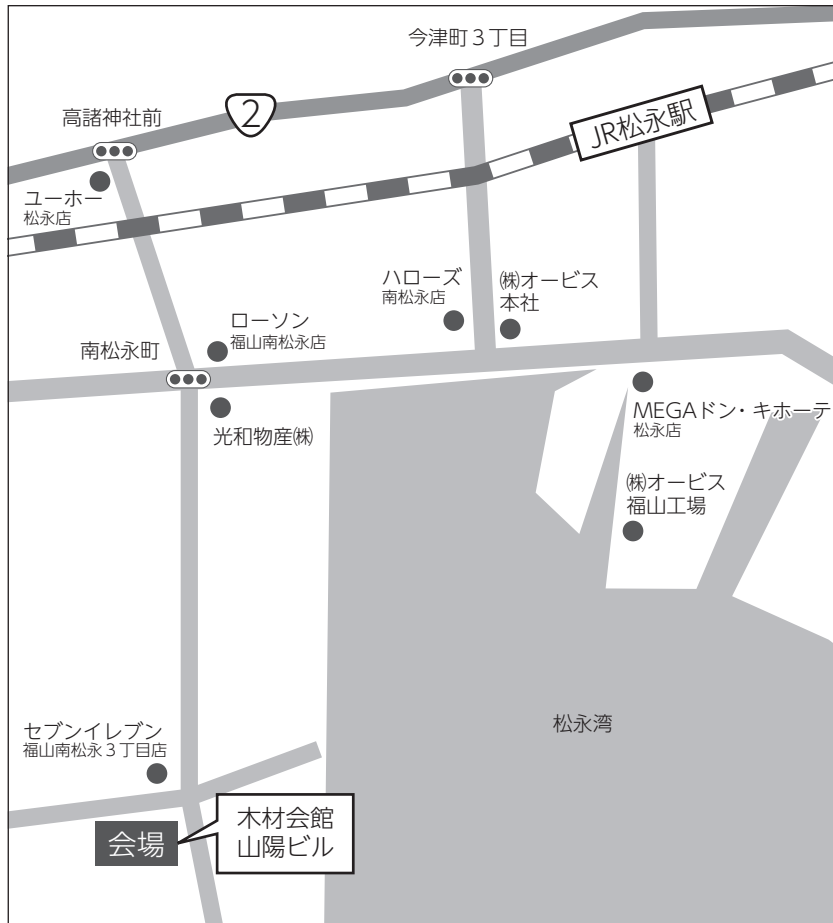 今津町３丁目
2
高諸神社前
JR松永駅
ユーホー
松永店
ハローズ
南松永店
㈱オービス
本社
ローソン
福山南松永店
南松永町
MEGAドン・キホーテ
松永店
光和物産㈱
㈱オービス
福山工場
松永湾
セブンイレブン
福山南松永３丁目店
会場
木材会館
山陽ビル